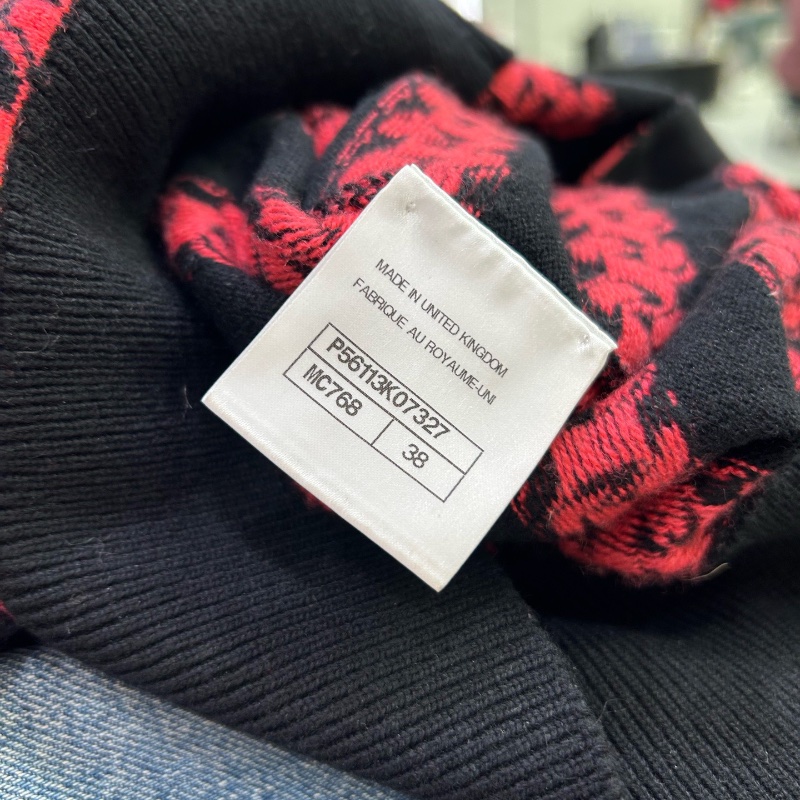 MADE IN UNITED KINGDOM
FABRIQUE AU ROYAUME-UNI
P56113K07327
MC768 38